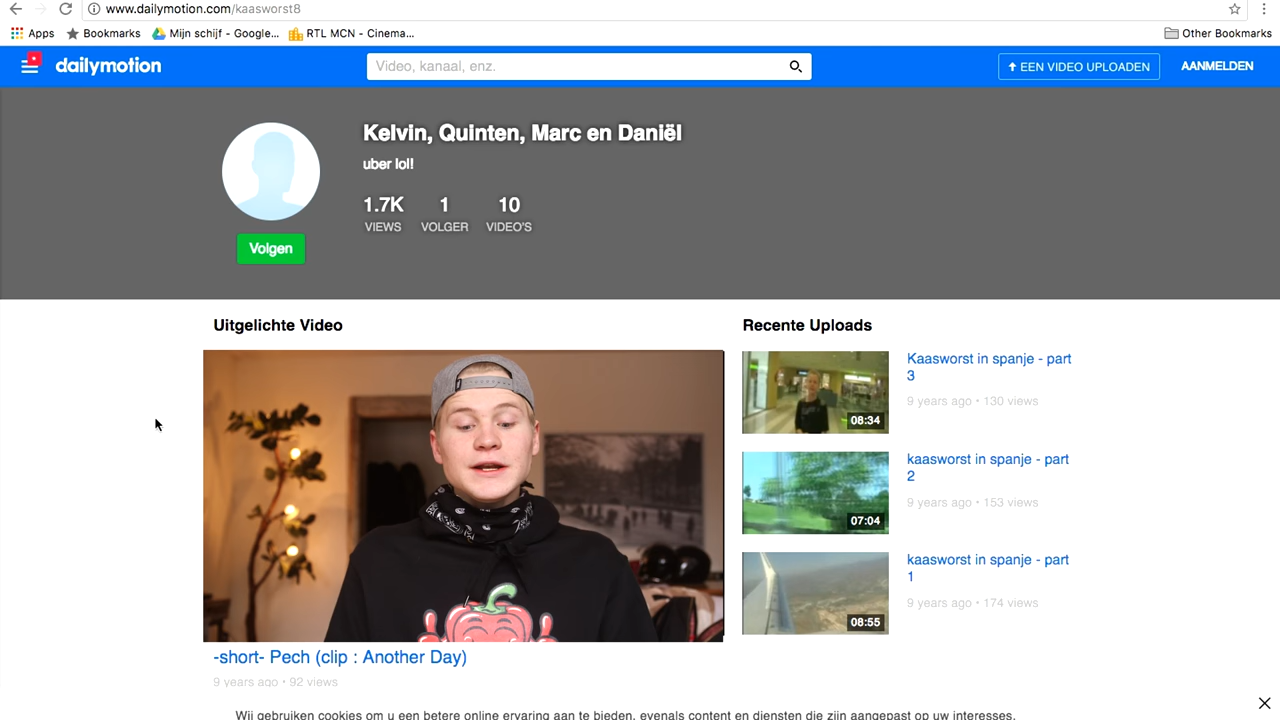 www.dailymotion.com/kaasworst8
Apps Bookmarks Mijn schijf - Google... RTL MCN - Cinema... Other Bookmarks
dailymotion Video, kanaal, enz. EEN VIDEO UPLOADEN AANMELDEN
Kelvin, Quinten, Marc en Daniël
uber lol!
1.7K 1 10
VIEWS VOLGER VIDEO'S
Volgen
Uitgelichte Video
-short- Pech (clip : Another Day)
9 years ago • 92 views
Recente Uploads
Kaasworst in spanje - part
3
9 years ago • 130 views
08:34
kaasworst in spanje - part
2
9 years ago • 153 views
07:04
kaasworst in spanje - part
1
9 years ago • 174 views
08:55
Wij gebruiken cookies om u een betere online ervaring aan te bieden, evenals content en diensten die zijn aangepast op uw interesses.